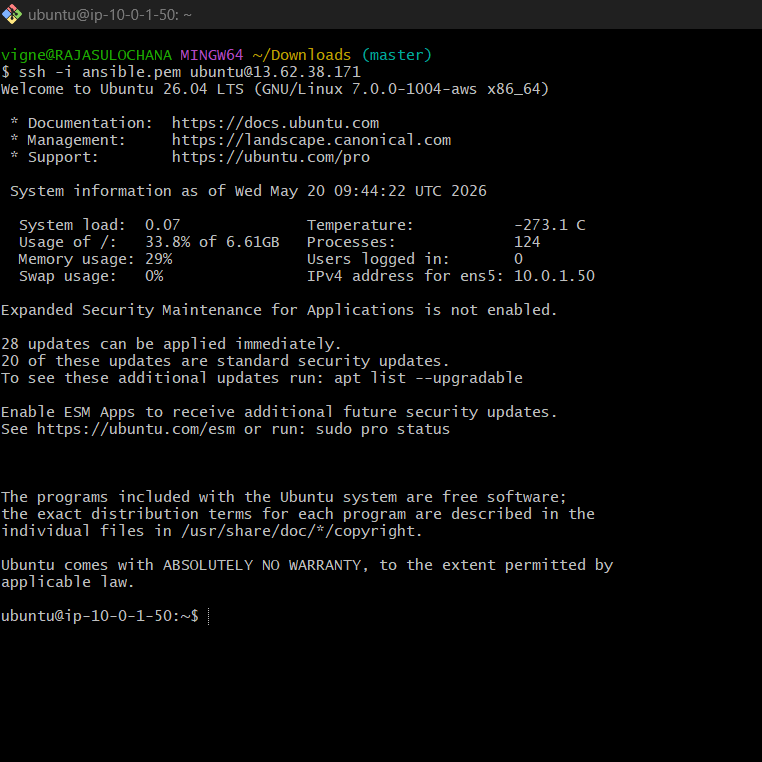 ubuntu@ip-10-0-1-50: ~
vigne@RAJASULOCHANA MINGW64 ~/Downloads (master)
$ ssh -i ansible.pem ubuntu@13.62.38.171
Welcome to Ubuntu 26.04 LTS (GNU/Linux 7.0.0-1004-aws x86_64)
* Documentation:  https://docs.ubuntu.com
* Management:     https://landscape.canonical.com
* Support:        https://ubuntu.com/pro
System information as of Wed May 20 09:44:22 UTC 2026
System load:  0.07               Temperature:           -273.1 C
Usage of /:   33.8% of 6.61GB   Processes:             124
Memory usage: 29%               Users logged in:       0
Swap usage:   0%                IPv4 address for ens5: 10.0.1.50
Expanded Security Maintenance for Applications is not enabled.
28 updates can be applied immediately.
20 of these updates are standard security updates.
To see these additional updates run: apt list --upgradable
Enable ESM Apps to receive additional future security updates.
See https://ubuntu.com/esm or run: sudo pro status
The programs included with the Ubuntu system are free software;
the exact distribution terms for each program are described in the
individual files in /usr/share/doc/*/copyright.
Ubuntu comes with ABSOLUTELY NO WARRANTY, to the extent permitted by
applicable law.
ubuntu@ip-10-0-1-50:~$